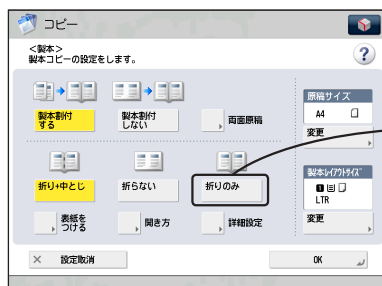 コピー
<製本>
製本コピーの設定をします。
?
製本割付
する
製本割付
しない
両面原稿
原稿サイズ
A4
変更
折り+中とじ
折らない
折りのみ
製本レイアウトサイズ
1
LTR
表紙を
つける
開き方
詳細設定
変更
× 設定取消
OK